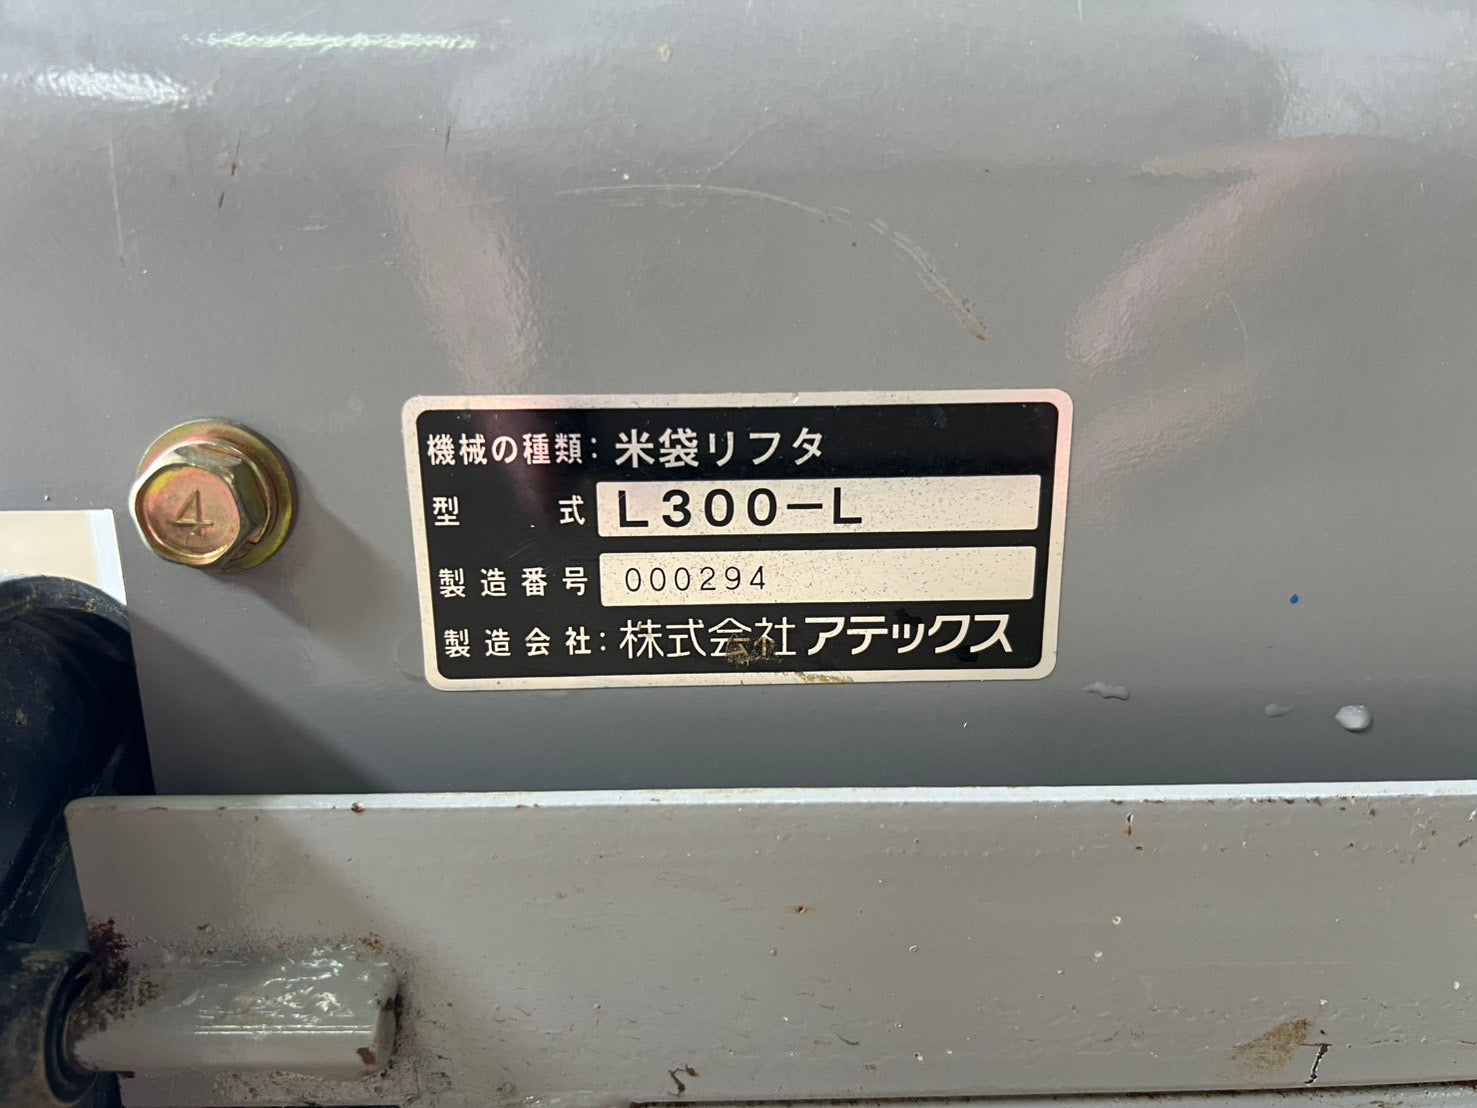 4
機械の種類: 米袋リフタ
型 式 L300-L
製造番号 000294
製造会社: 株式会社アテックス